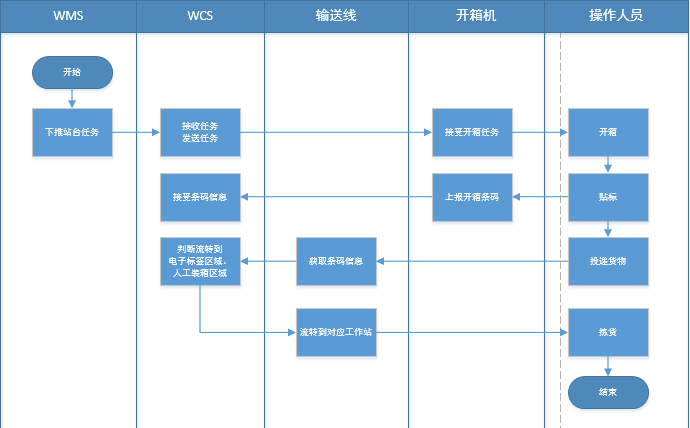 WMS
WCS
输送线
开箱机
操作人员
开始
下推站台任务
接收任务
发送任务
接受开箱任务
开箱
接受条码信息
上报开箱条码
贴标
判断流转到
电子标签区域、
人工装箱区域
获取条码信息
投递货物
流转到对应工作站
拣货
结束